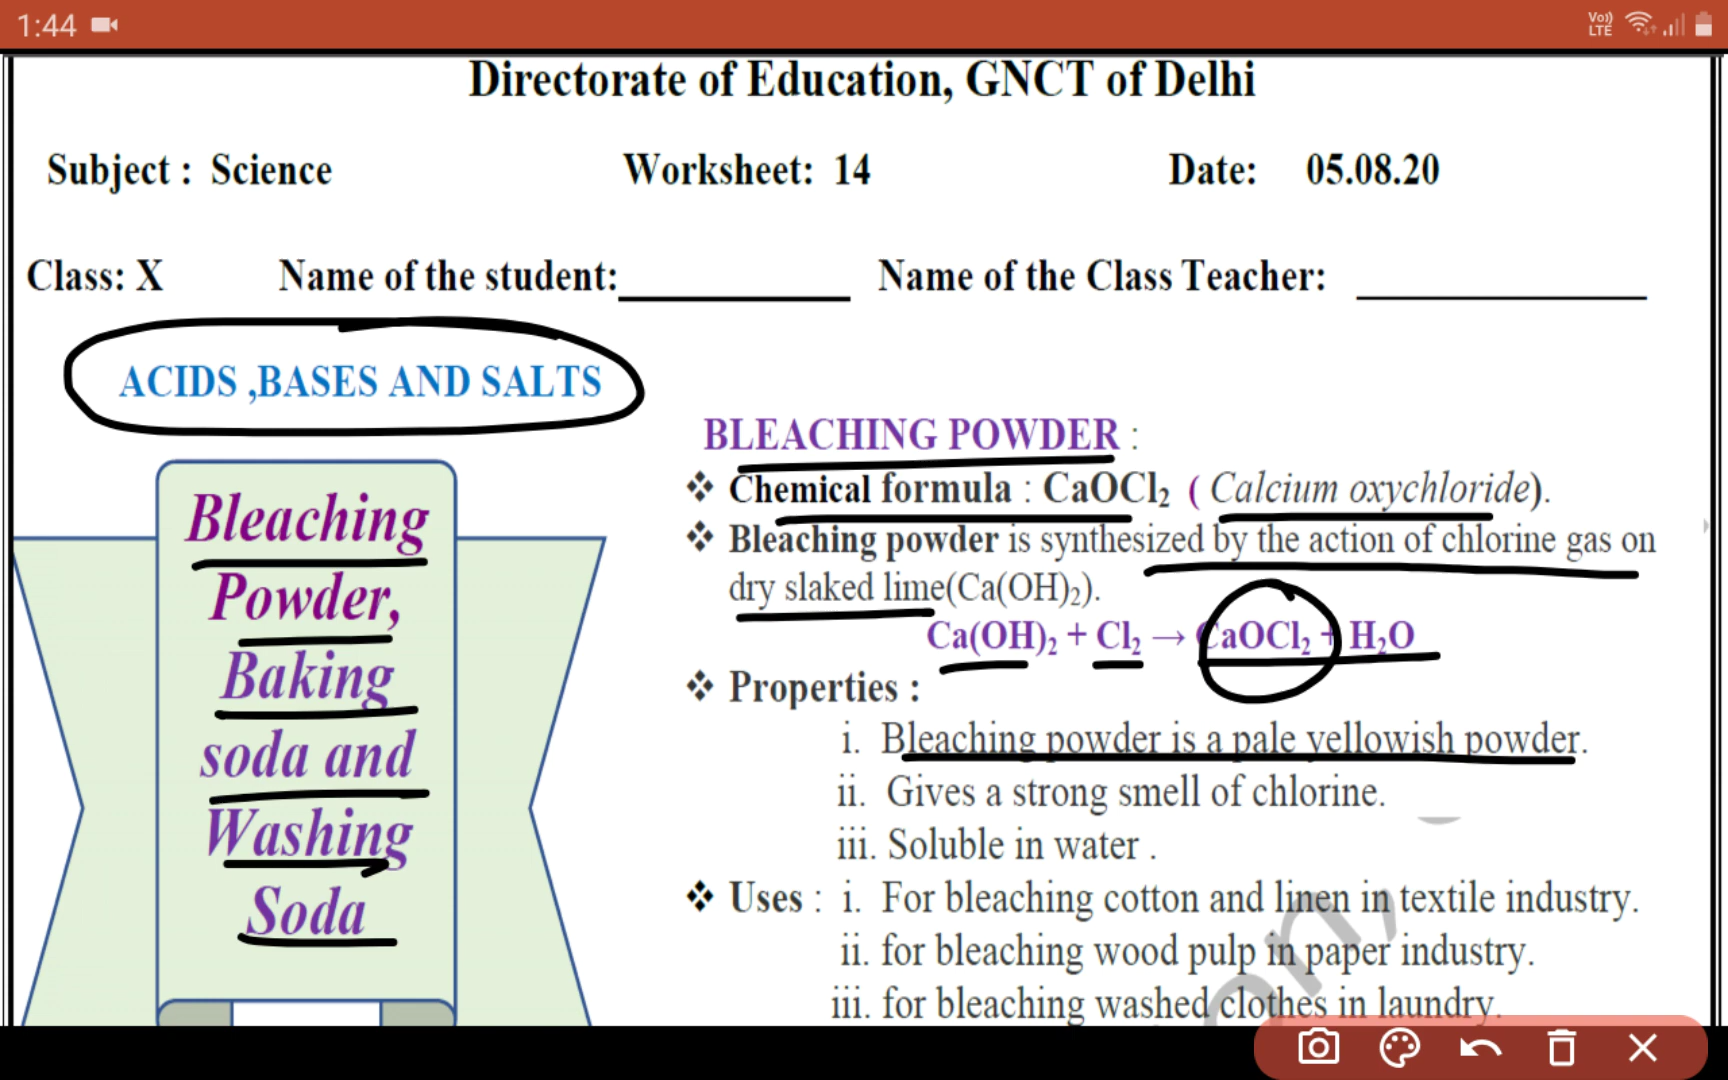 1:44
Vo)) LTE
Directorate of Education, GNCT of Delhi
Subject : Science Worksheet: 14 Date: 05.08.20
Class: X Name of the student:__________ Name of the Class Teacher: __________
ACIDS ,BASES AND SALTS
Bleaching
Powder,
Baking
soda and
Washing
Soda
BLEACHING POWDER :
❖ Chemical formula : CaOCl₂ ( Calcium oxychloride).
❖ Bleaching powder is synthesized by the action of chlorine gas on
dry slaked lime(Ca(OH)₂).
Ca(OH)₂ + Cl₂ → CaOCl₂ + H₂O
❖ Properties :
i. Bleaching powder is a pale yellowish powder.
ii. Gives a strong smell of chlorine.
iii. Soluble in water .
❖ Uses : i. For bleaching cotton and linen in textile industry.
ii. for bleaching wood pulp in paper industry.
iii. for bleaching washed clothes in laundry.